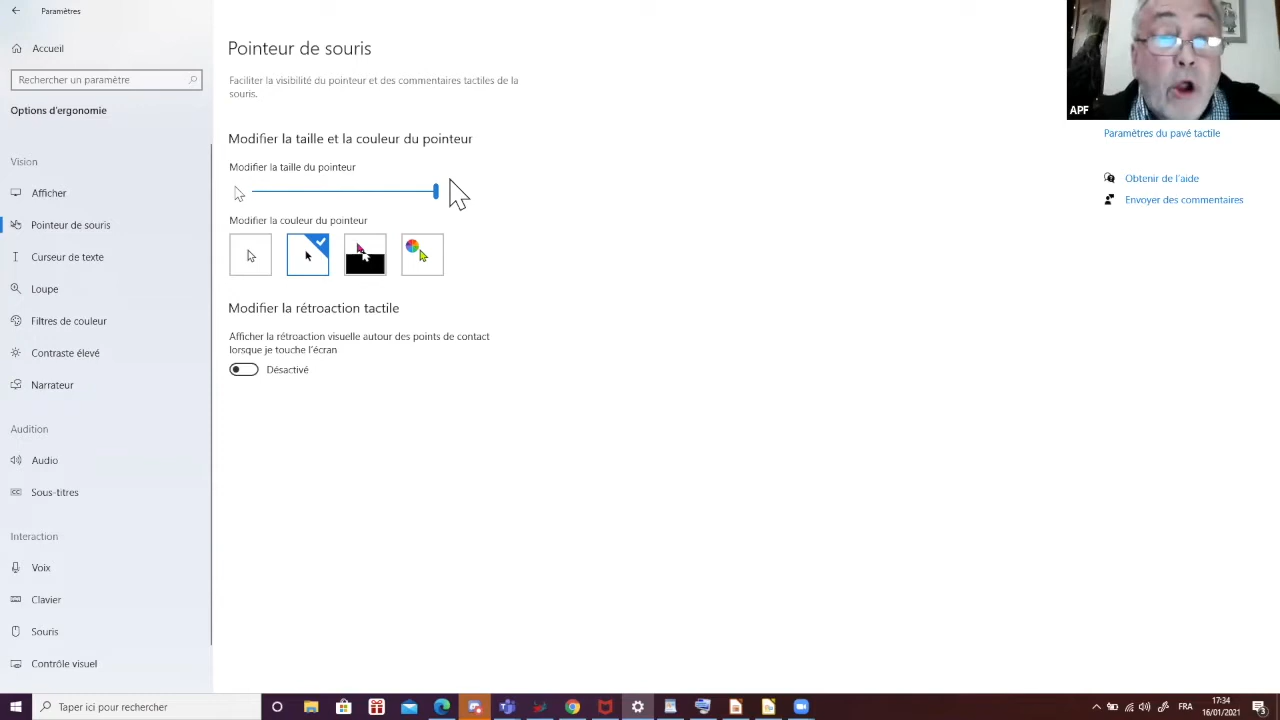 Paramètres
Accueil
Rechercher un paramètre
Options d'ergonomie
Vision
Afficher
Pointeur de souris
Curseur de texte
Loupe
Filtres de couleur
Contraste élevé
Narrateur
Audition
Audio
Sous-titres
Interaction
Voix
Clavier
Souris
Contrôle visuel
Pointeur de souris
Faciliter la visibilité du pointeur et des commentaires tactiles de la
souris.
Modifier la taille et la couleur du pointeur
Modifier la taille du pointeur
Modifier la couleur du pointeur
Modifier la rétroaction tactile
Afficher la rétroaction visuelle autour des points de contact
lorsque je touche l'écran
Désactivé
APF
Paramètres du pavé tactile
Obtenir de l'aide
Envoyer des commentaires
Taper ici pour rechercher
FRA
17:34
16/01/2021
3